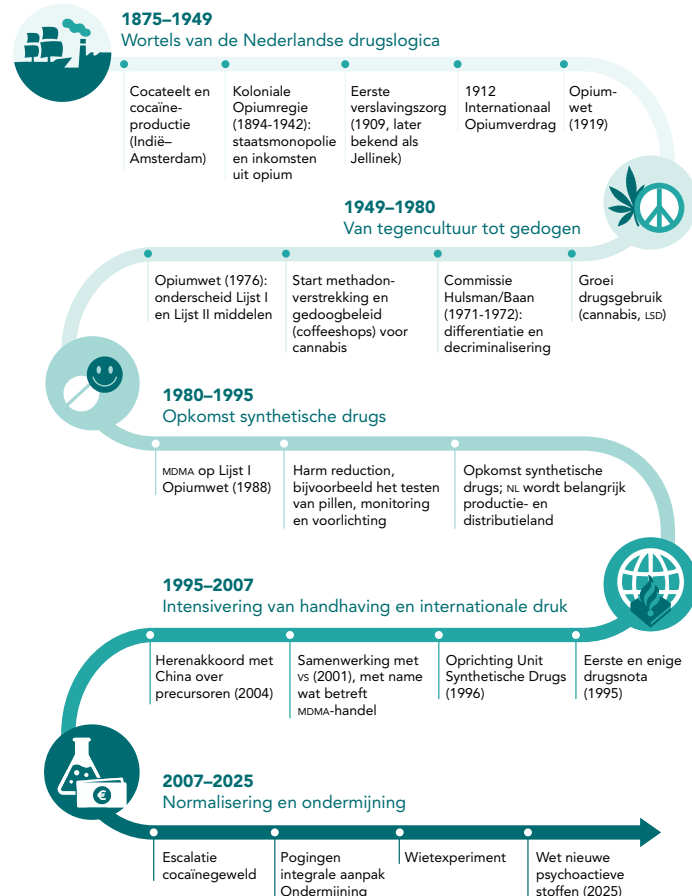 1875–1949
Wortels van de Nederlandse drugslogica
Cocateelt en
cocaïne-
productie
(Indië–
Amsterdam)
Koloniale
Opiumregie
(1894-1942):
staatsmonopolie
en inkomsten
uit opium
Eerste
verslavingszorg
(1909, later
bekend als
Jellinek)
1912
Internationaal
Opiumverdrag
Opium-
wet
(1919)
1949–1980
Van tegencultuur tot gedogen
Opiumwet (1976):
onderscheid Lijst I
en Lijst II middelen
Start methadon-
verstrekking en
gedoogbeleid
(coffeeshops) voor
cannabis
Commissie
Hulsman/Baan
(1971-1972):
differentiatie en
decriminalisering
Groei
drugsgebruik
(cannabis, LSD)
1980–1995
Opkomst synthetische drugs
MDMA op Lijst I
Opiumwet (1988)
Harm reduction,
bijvoorbeeld het testen
van pillen, monitoring
en voorlichting
Opkomst synthetische
drugs; NL wordt belangrijk
productie- en
distributieland
1995–2007
Intensivering van handhaving en internationale druk
Herenakkoord met
China over
precursoren (2004)
Samenwerking met
VS (2001), met name
wat betreft
MDMA-handel
Oprichting Unit
Synthetische Drugs
(1996)
Eerste en enige
drugsnota
(1995)
2007–2025
Normalisering en ondermijning
€
Escalatie
cocaïnegeweld
Pogingen
integrale aanpak
Ondermijning
Wietexperiment
Wet nieuwe
psychoactieve
stoffen (2025)